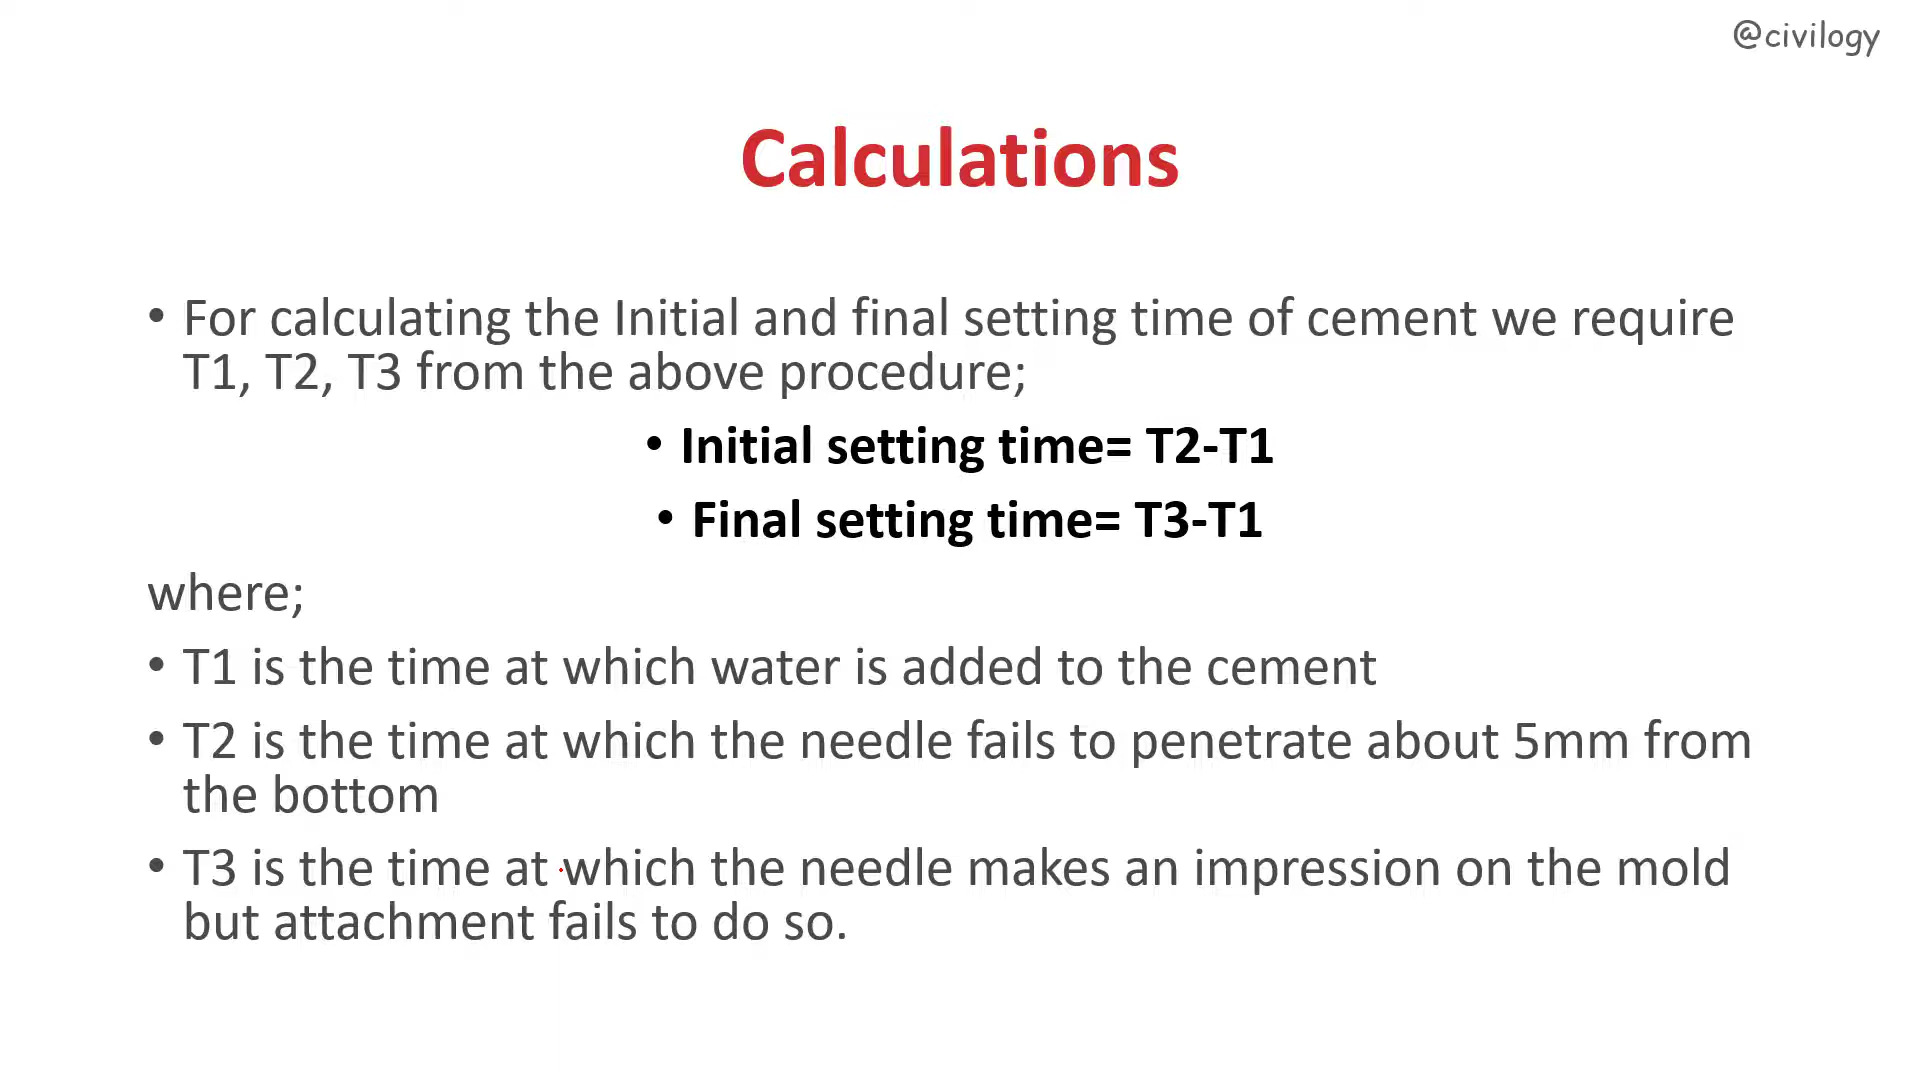 @civilogy
Calculations
• For calculating the Initial and final setting time of cement we require
T1, T2, T3 from the above procedure;
• Initial setting time= T2-T1
• Final setting time= T3-T1
where;
• T1 is the time at which water is added to the cement
• T2 is the time at which the needle fails to penetrate about 5mm from
the bottom
• T3 is the time at which the needle makes an impression on the mold
but attachment fails to do so.